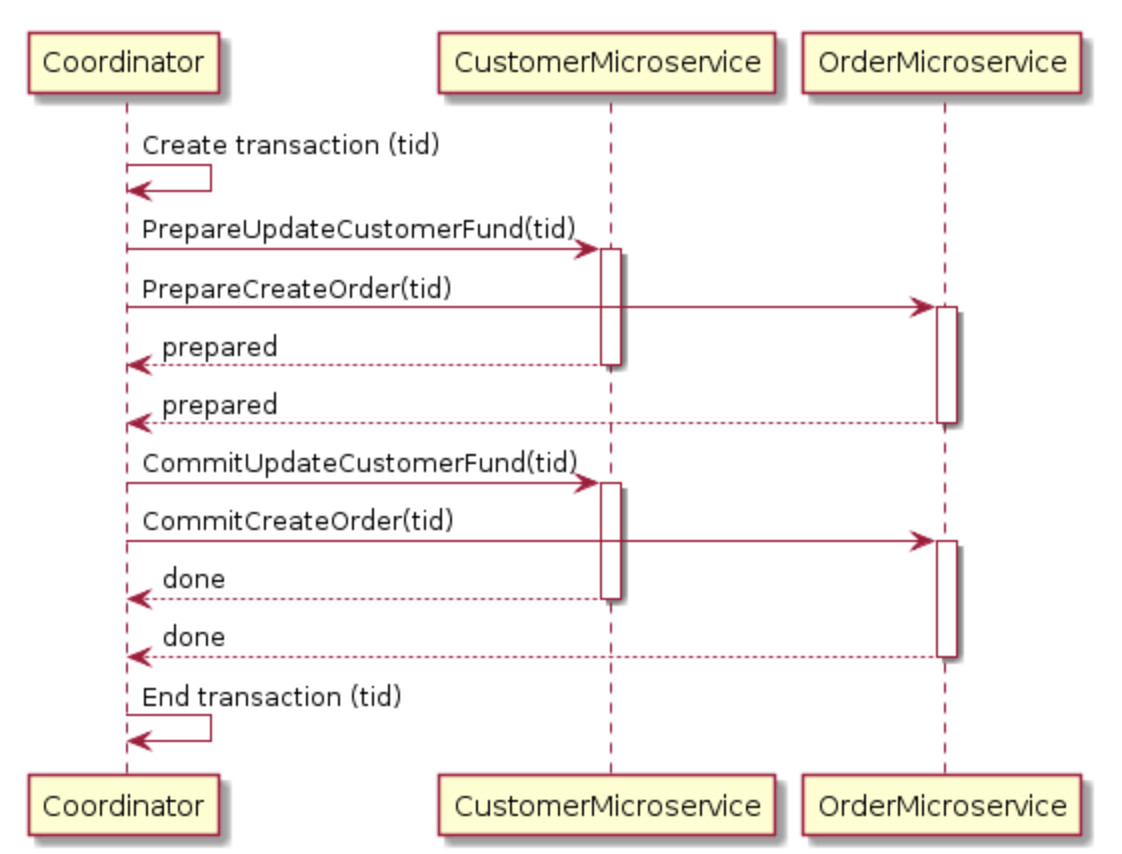 Coordinator CustomerMicroservice OrderMicroservice
Create transaction (tid)
PrepareUpdateCustomerFund(tid)
PrepareCreateOrder(tid)
prepared
prepared
CommitUpdateCustomerFund(tid)
CommitCreateOrder(tid)
done
done
End transaction (tid)
Coordinator CustomerMicroservice OrderMicroservice